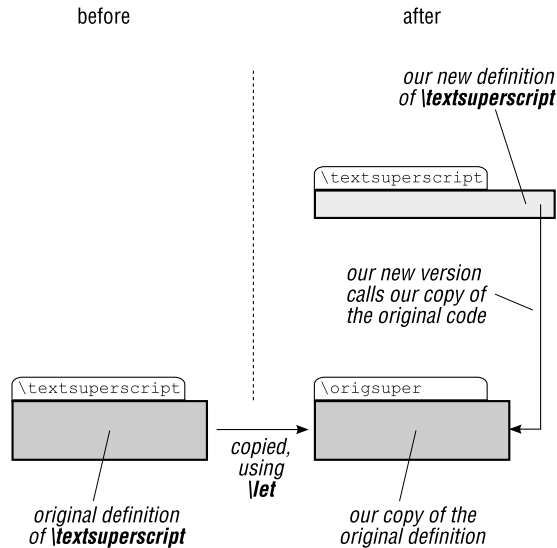 before
after
our new definition
of \textsuperscript
\textsuperscript
our new version
calls our copy of
the original code
\textsuperscript
\origsuper
copied,
using
\let
original definition
of \textsuperscript
our copy of the
original definition